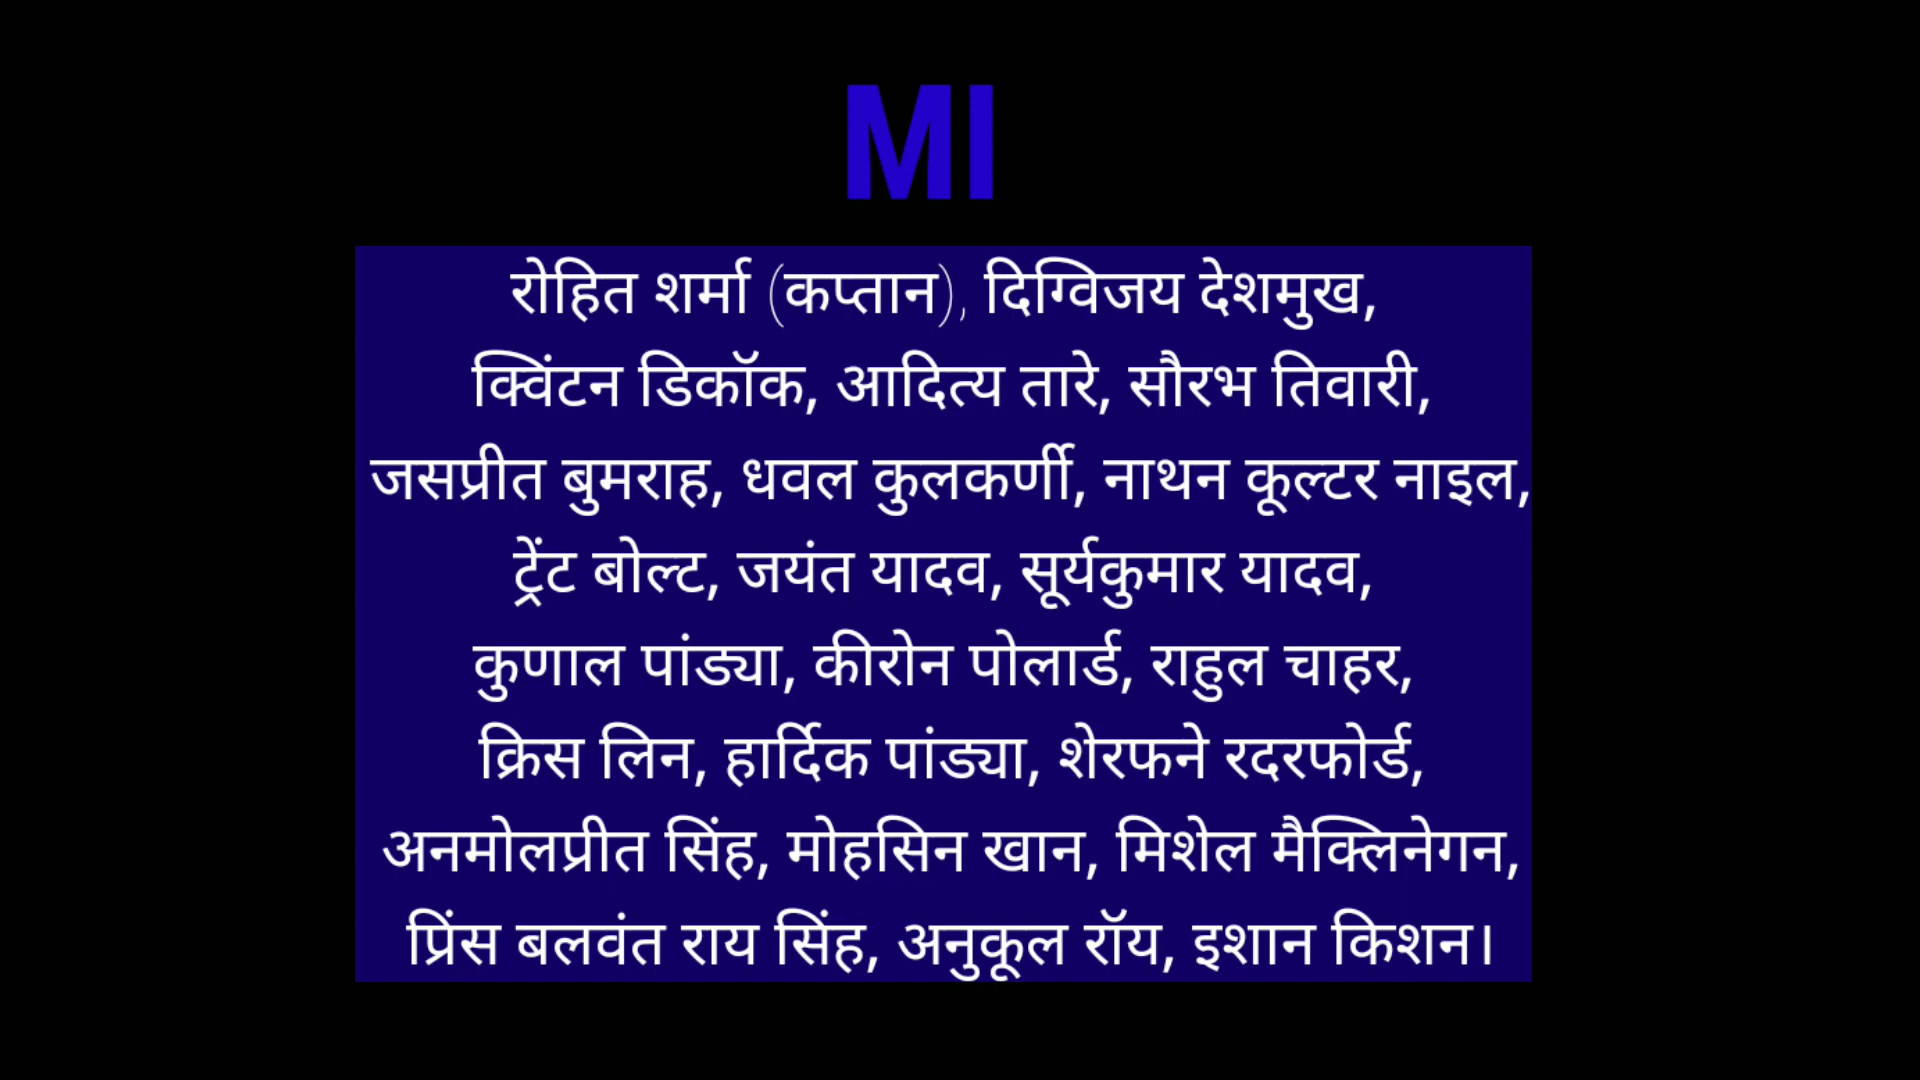 MI
रोहित शर्मा (कप्तान), दिग्विजय देशमुख,
क्विंटन डिकॉक, आदित्य तारे, सौरभ तिवारी,
जसप्रीत बुमराह, धवल कुलकर्णी, नाथन कूल्टर नाइल,
ट्रेंट बोल्ट, जयंत यादव, सूर्यकुमार यादव,
कुणाल पांड्या, कीरोन पोलार्ड, राहुल चाहर,
क्रिस लिन, हार्दिक पांड्या, शेरफने रदरफोर्ड,
अनमोलप्रीत सिंह, मोहसिन खान, मिशेल मैक्लिनेगन,
प्रिंस बलवंत राय सिंह, अनुकूल रॉय, इशान किशन।